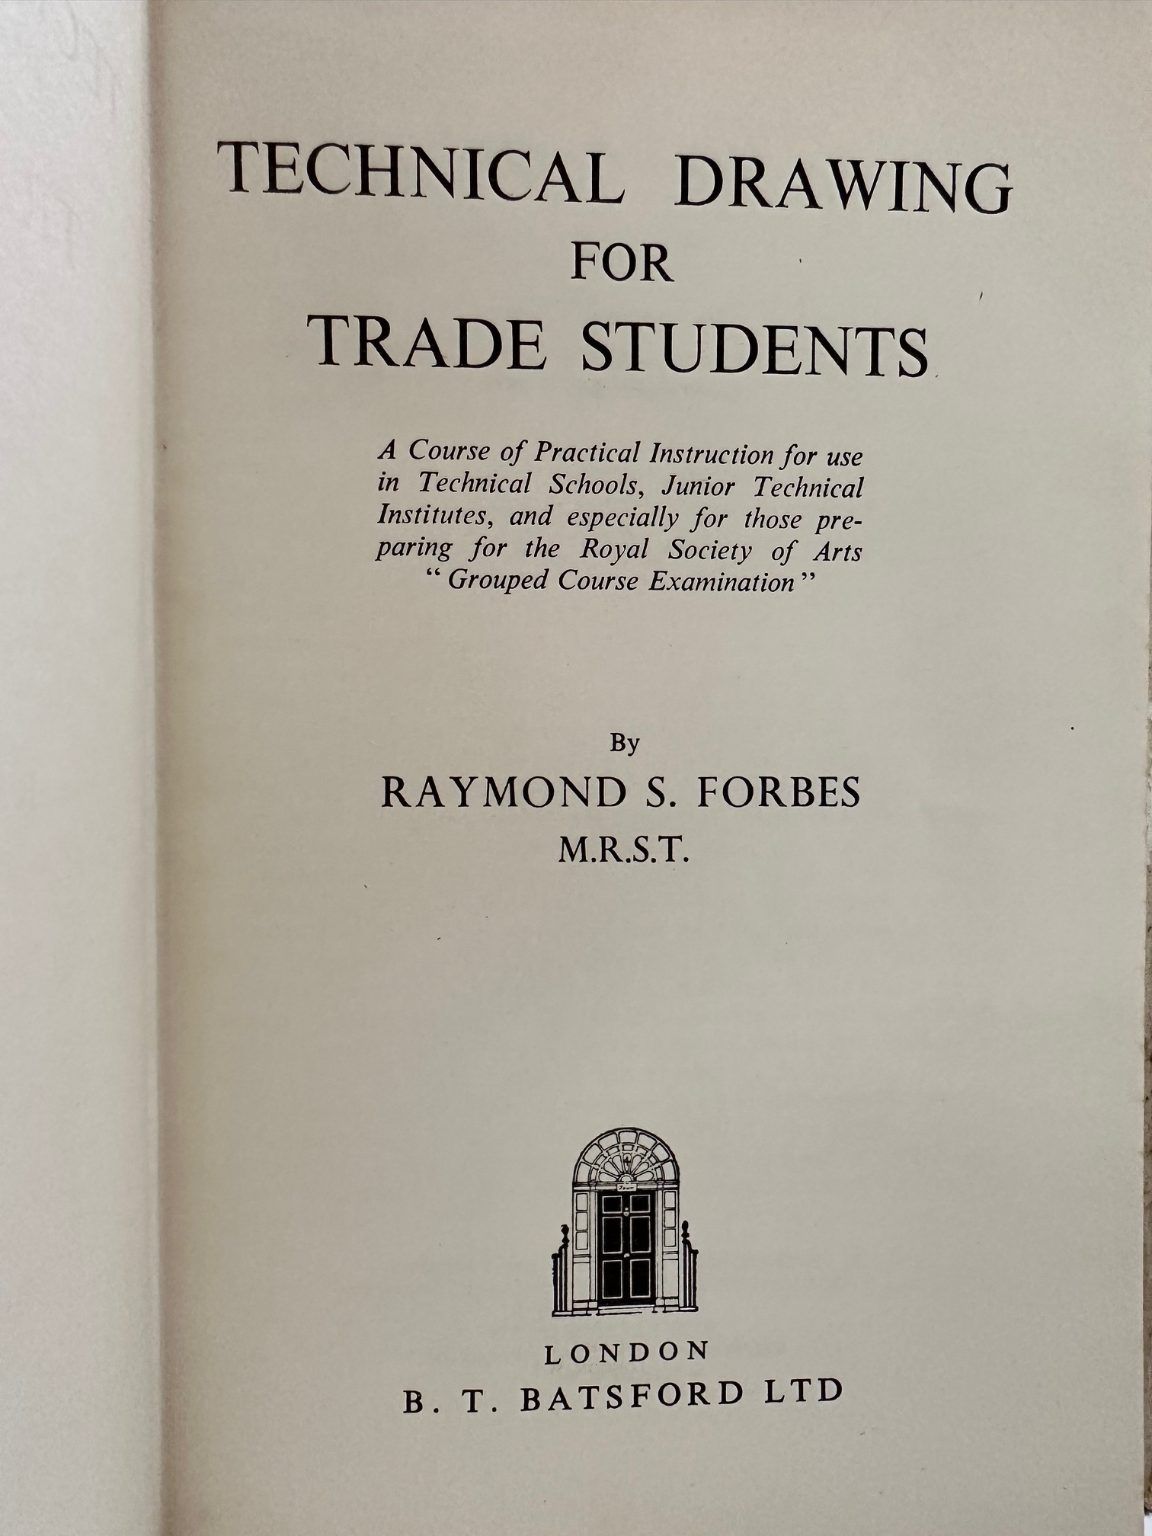 TECHNICAL DRAWING
FOR
TRADE STUDENTS
A Course of Practical Instruction for use
in Technical Schools, Junior Technical
Institutes, and especially for those pre-
paring for the Royal Society of Arts
“Grouped Course Examination”
By
RAYMOND S. FORBES
M.R.S.T.
LONDON
B. T. BATSFORD LTD